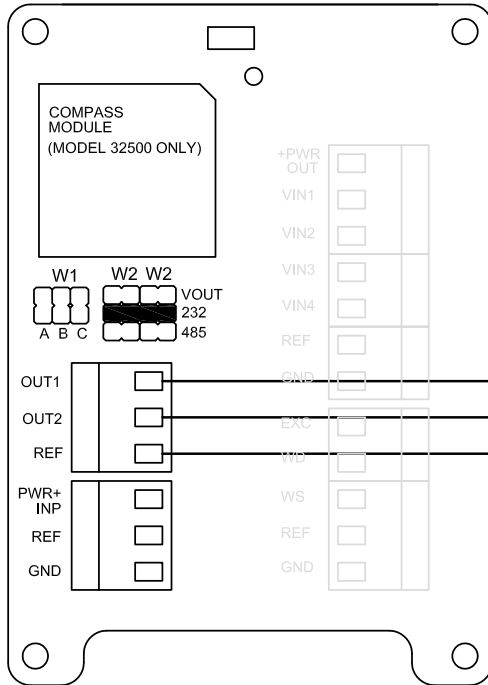 COMPASS
MODULE
(MODEL 32500 ONLY)
+PWR
OUT
VIN1
VIN2
VIN3
VIN4
REF
GND
EXC
WD
WS
REF
GND
W1
A B C
W2 W2
VOUT
232
485
OUT1
OUT2
REF
PWR+
INP
REF
GND